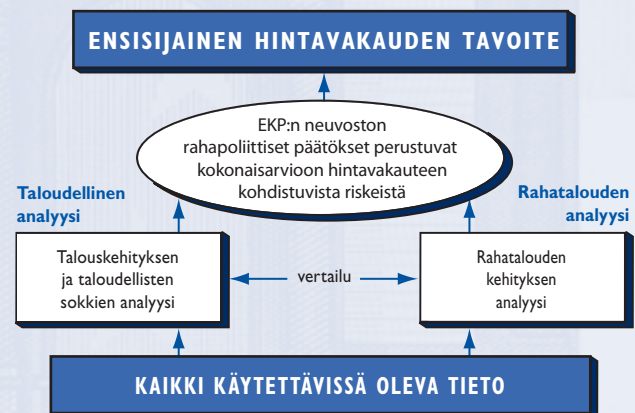 ENSISIJAINEN HINTAVAKAUDEN TAVOITE
EKP:n neuvoston
rahapoliittiset päätökset perustuvat
kokonaisarvioon hintavakauteen
kohdistuvista riskeistä
Taloudellinen
analyysi
Rahatalouden
analyysi
Talouskehityksen
ja taloudellisten
sokkien analyysi
vertailu
Rahatalouden
kehityksen
analyysi
KAIKKI KÄYTETTÄVISSÄ OLEVA TIETO